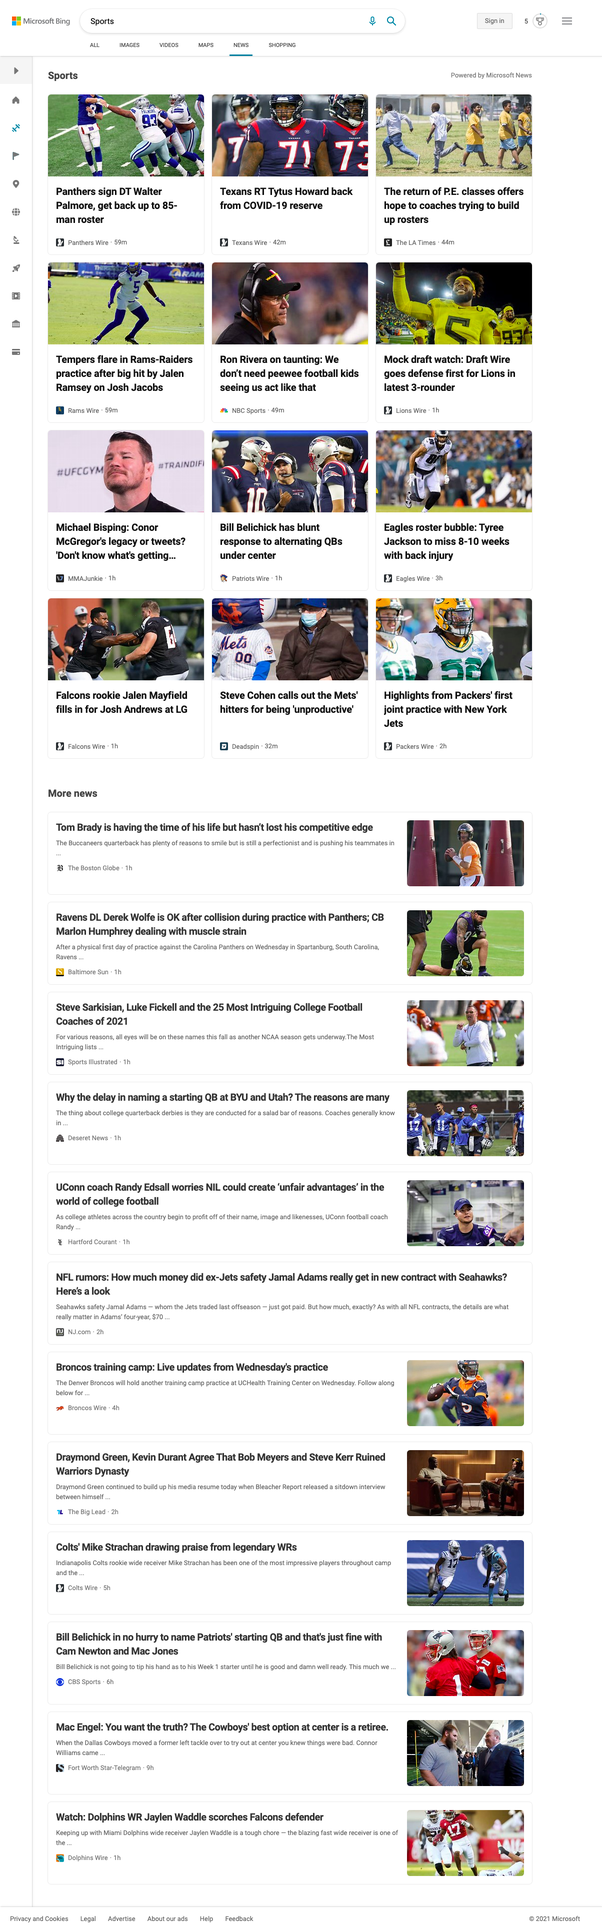 Microsoft Bing
Sports
Sign in
5
ALL
IMAGES
VIDEOS
MAPS
NEWS
SHOPPING
Sports
Powered by Microsoft News
Panthers sign DT Walter
Palmore, get back up to 85-
man roster
Panthers Wire · 59m
Texans RT Tytus Howard back
from COVID-19 reserve
Texans Wire · 42m
The return of P.E. classes offers
hope to coaches trying to build
up rosters
The LA Times · 44m
Tempers flare in Rams-Raiders
practice after big hit by Jalen
Ramsey on Josh Jacobs
Rams Wire · 59m
Ron Rivera on taunting: We
don't need peewee football kids
seeing us act like that
NBC Sports · 49m
Mock draft watch: Draft Wire
goes defense first for Lions in
latest 3-rounder
Lions Wire · 1h
Michael Bisping: Conor
McGregor's legacy or tweets?
'Don't know what's getting...
MMAJunkie · 1h
Bill Belichick has blunt
response to alternating QBs
under center
Patriots Wire · 1h
Eagles roster bubble: Tyree
Jackson to miss 8-10 weeks
with back injury
Eagles Wire · 3h
Falcons rookie Jalen Mayfield
fills in for Josh Andrews at LG
Falcons Wire · 1h
Steve Cohen calls out the Mets'
hitters for being 'unproductive'
Deadspin · 32m
Highlights from Packers' first
joint practice with New York
Jets
Packers Wire · 2h
More news
Tom Brady is having the time of his life but hasn't lost his competitive edge
The Buccaneers quarterback has plenty of reasons to smile but is still a perfectionist and is pushing his teammates in
...
The Boston Globe · 1h
Ravens DL Derek Wolfe is OK after collision during practice with Panthers; CB
Marlon Humphrey dealing with muscle strain
After a physical first day of practice against the Carolina Panthers on Wednesday in Spartanburg, South Carolina,
Ravens ...
Baltimore Sun · 1h
Steve Sarkisian, Luke Fickell and the 25 Most Intriguing College Football
Coaches of 2021
For various reasons, all eyes will be on these names this fall as another NCAA season gets underway.The Most
Intriguing lists ...
Sports Illustrated · 1h
Why the delay in naming a starting QB at BYU and Utah? The reasons are many
The thing about college quarterback derbies is they are conducted for a salad bar of reasons. Coaches generally know
in ...
Deseret News · 1h
UConn coach Randy Edsall worries NIL could create 'unfair advantages' in the
world of college football
As college athletes across the country begin to profit off of their name, image and likenesses, UConn football coach
Randy ...
Hartford Courant · 1h
NFL rumors: How much money did ex-Jets safety Jamal Adams really get in new contract with Seahawks?
Here's a look
Seahawks safety Jamal Adams — whom the Jets traded last offseason — just got paid. But how much, exactly? As with all NFL contracts, the details are what
really matter in Adams' four-year, $70 ...
NJ.com · 2h
Broncos training camp: Live updates from Wednesday's practice
The Denver Broncos will hold another training camp practice at UCHealth Training Center on Wednesday. Follow along
below for ...
Broncos Wire · 4h
Draymond Green, Kevin Durant Agree That Bob Meyers and Steve Kerr Ruined
Warriors Dynasty
Draymond Green continued to build up his media resume today when Bleacher Report released a sitdown interview
between himself ...
The Big Lead · 2h
Colts' Mike Strachan drawing praise from legendary WRs
Indianapolis Colts rookie wide receiver Mike Strachan has been one of the most impressive players throughout camp
and the ...
Colts Wire · 5h
Bill Belichick in no hurry to name Patriots' starting QB and that's just fine with
Cam Newton and Mac Jones
Bill Belichick is not going to tip his hand as to his Week 1 starter until he is good and damn well ready. This much we ...
CBS Sports · 6h
Mac Engel: You want the truth? The Cowboys' best option at center is a retiree.
When the Dallas Cowboys moved a former left tackle over to try out at center you knew things were bad. Connor
Williams came ...
Fort Worth Star-Telegram · 9h
Watch: Dolphins WR Jaylen Waddle scorches Falcons defender
Keeping up with Miami Dolphins wide receiver Jaylen Waddle is a tough chore — the blazing fast wide receiver is one of
the ...
Dolphins Wire · 1h
Privacy and Cookies
Legal
Advertise
About our ads
Help
Feedback
© 2021 Microsoft